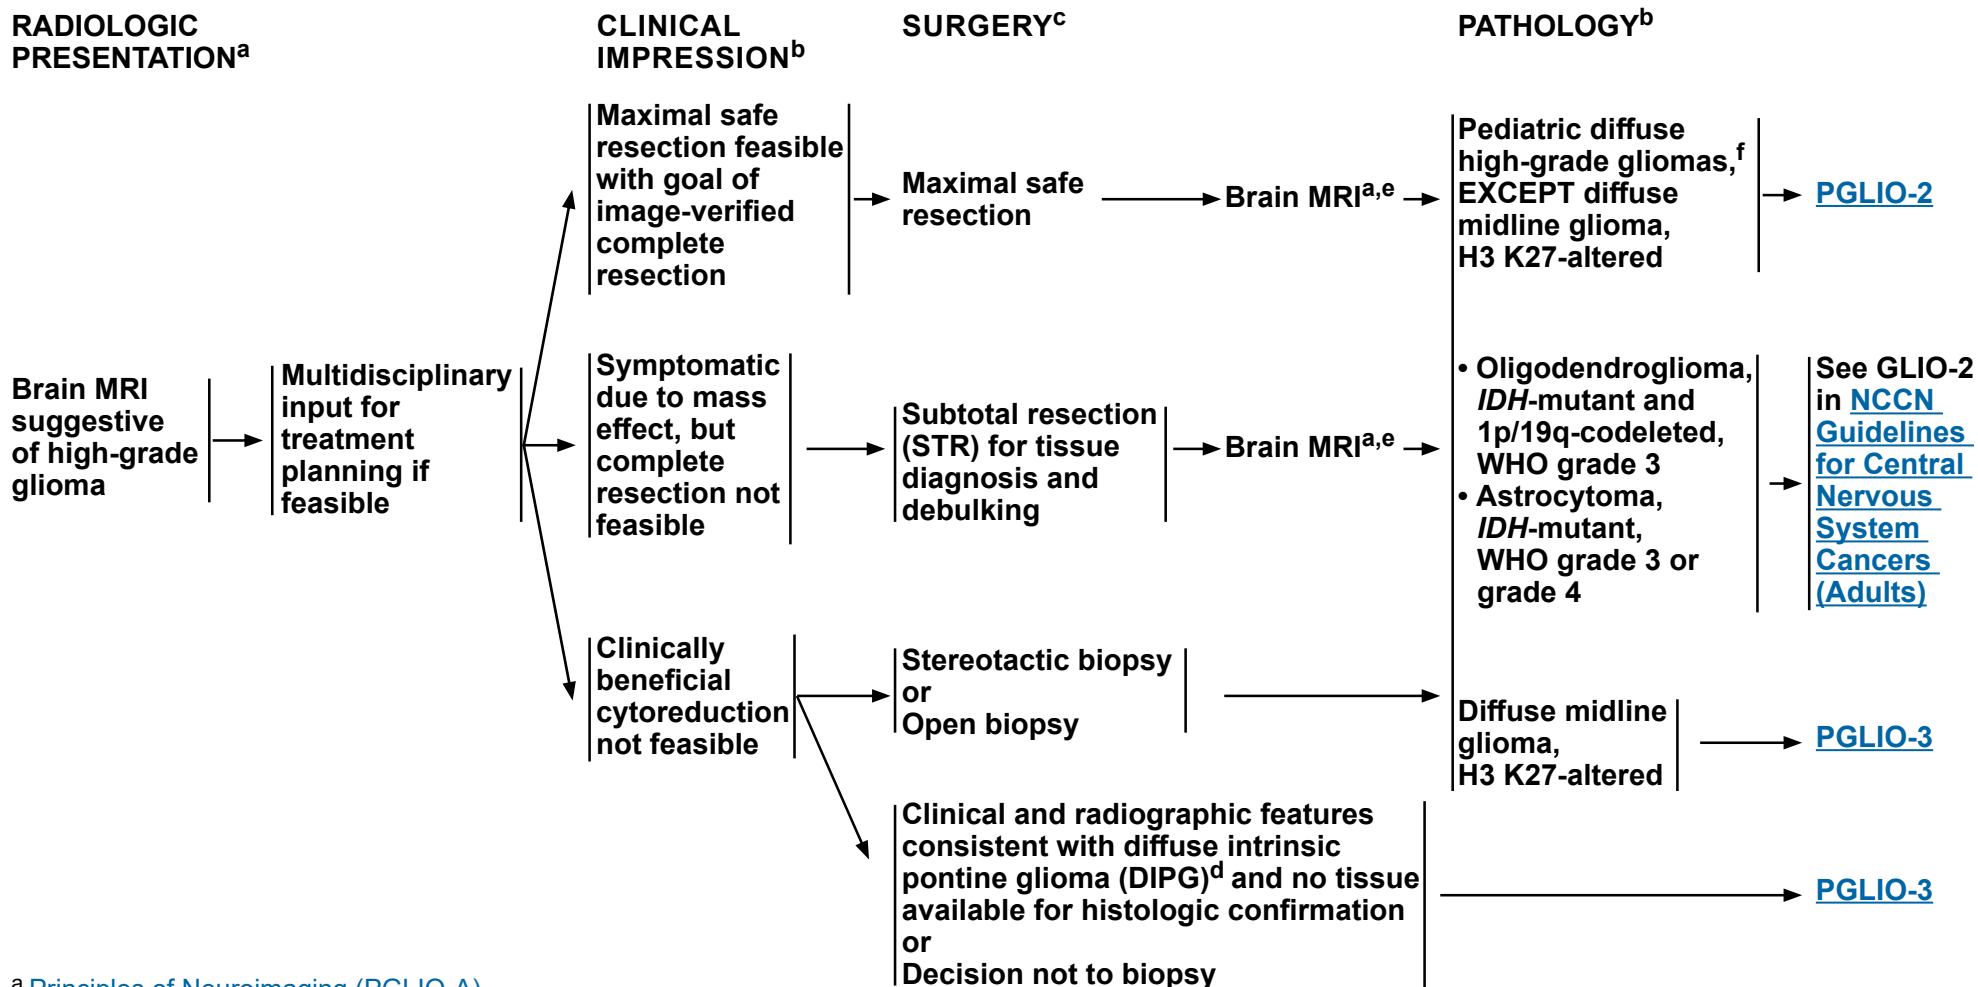 RADIOLOGIC
PRESENTATIONa
CLINICAL
IMPRESSIONb
SURGERYc
PATHOLOGYb
Brain MRI
suggestive
of high-grade
glioma
Multidisciplinary
input for
treatment
planning if
feasible
Maximal safe
resection feasible
with goal of
image-verified
complete
resection
Maximal safe
resection
Brain MRIa,e
Pediatric diffuse
high-grade gliomas,f
EXCEPT diffuse
midline glioma,
H3 K27-altered
PGLIO-2
Symptomatic
due to mass
effect, but
complete
resection not
feasible
Subtotal resection
(STR) for tissue
diagnosis and
debulking
Brain MRIa,e
• Oligodendroglioma,
IDH-mutant and
1p/19q-codeleted,
WHO grade 3
• Astrocytoma,
IDH-mutant,
WHO grade 3 or
grade 4
See GLIO-2
in NCCN
Guidelines
for Central
Nervous
System
Cancers
(Adults)
Clinically
beneficial
cytoreduction
not feasible
Stereotactic biopsy
or
Open biopsy
Diffuse midline
glioma,
H3 K27-altered
PGLIO-3
Clinical and radiographic features
consistent with diffuse intrinsic
pontine glioma (DIPG)d and no tissue
available for histologic confirmation
or
Decision not to biopsy
PGLIO-3
a Principles of Neuroimaging (PGLIO-A)